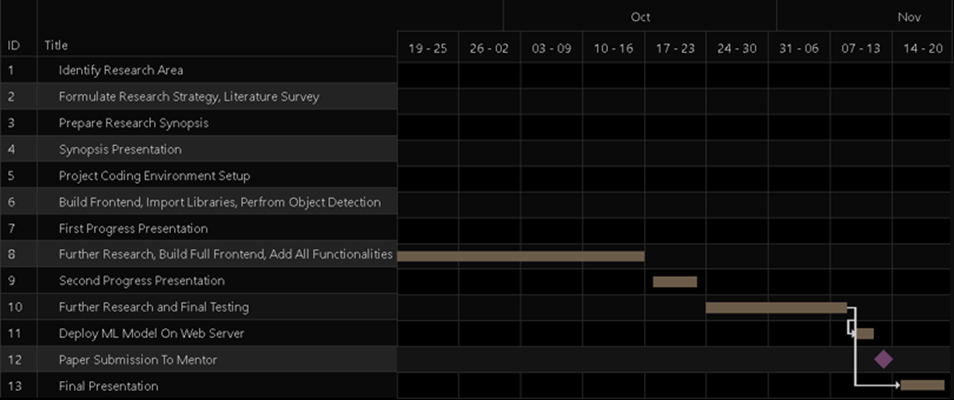 Oct Nov
ID Title 19 - 25 26 - 02 03 - 09 10 - 16 17 - 23 24 - 30 31 - 06 07 - 13 14 - 20
1 Identify Research Area
2 Formulate Research Strategy, Literature Survey
3 Prepare Research Synopsis
4 Synopsis Presentation
5 Project Coding Environment Setup
6 Build Frontend, Import Libraries, Perfrom Object Detection
7 First Progress Presentation
8 Further Research, Build Full Frontend, Add All Functionalities
9 Second Progress Presentation
10 Further Research and Final Testing
11 Deploy ML Model On Web Server
12 Paper Submission To Mentor
13 Final Presentation